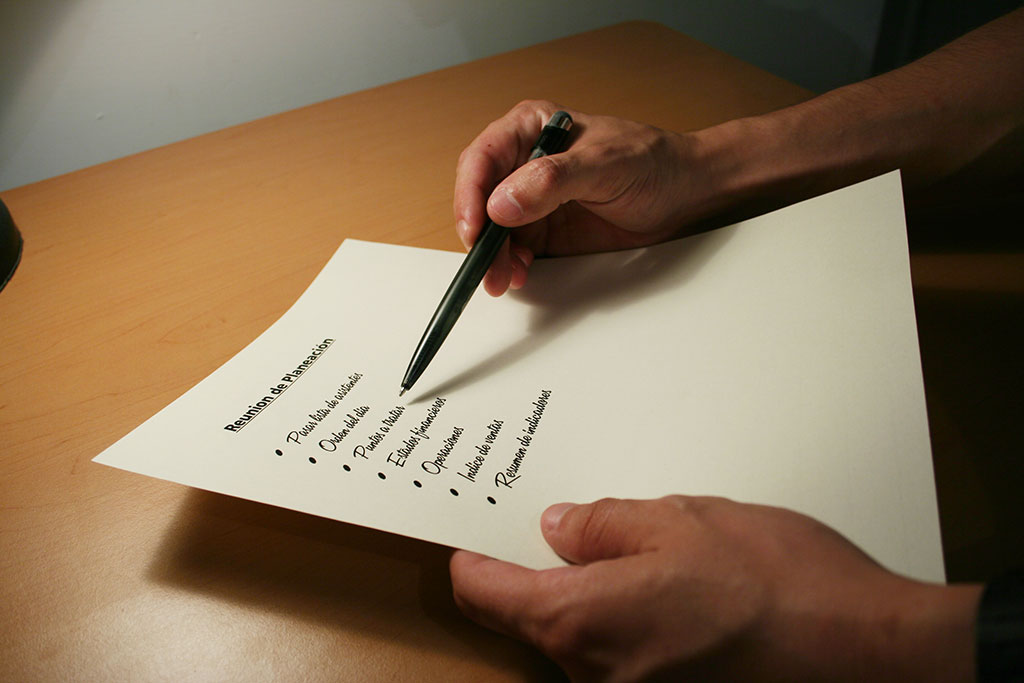 Reunion de Planeación
• Pasar lista de asistentes
• Orden del día
• Puntos a tratar
• Estados financieros
• Operaciones
• Indice de ventas
• Resumen de indicadores